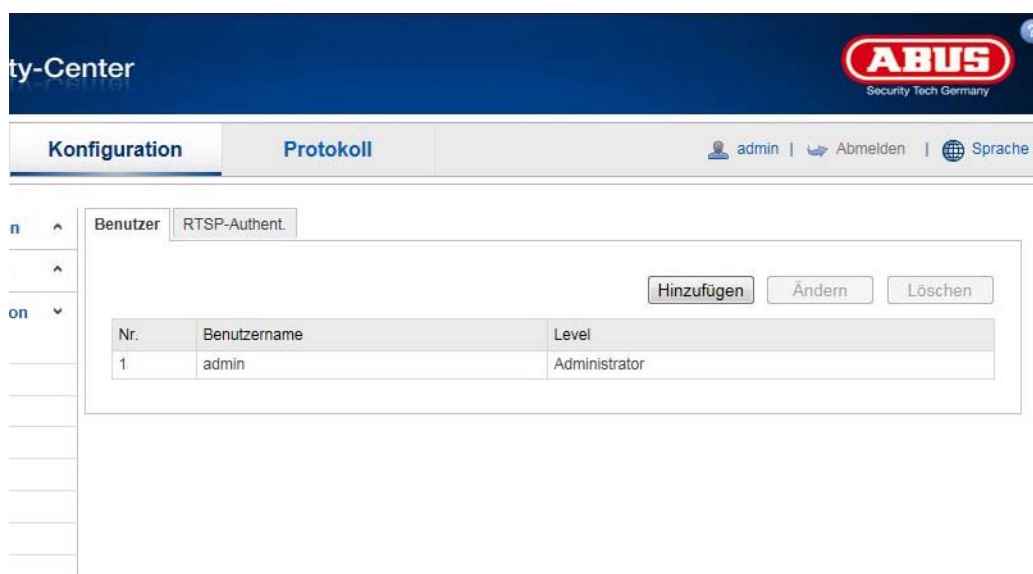 ty-Center
ABUS
Security Tech Germany
?
Konfiguration Protokoll admin | Abmelden | Sprache
n
on
Benutzer RTSP-Authent.
Hinzufügen Ändern Löschen
Nr. Benutzername Level
1 admin Administrator